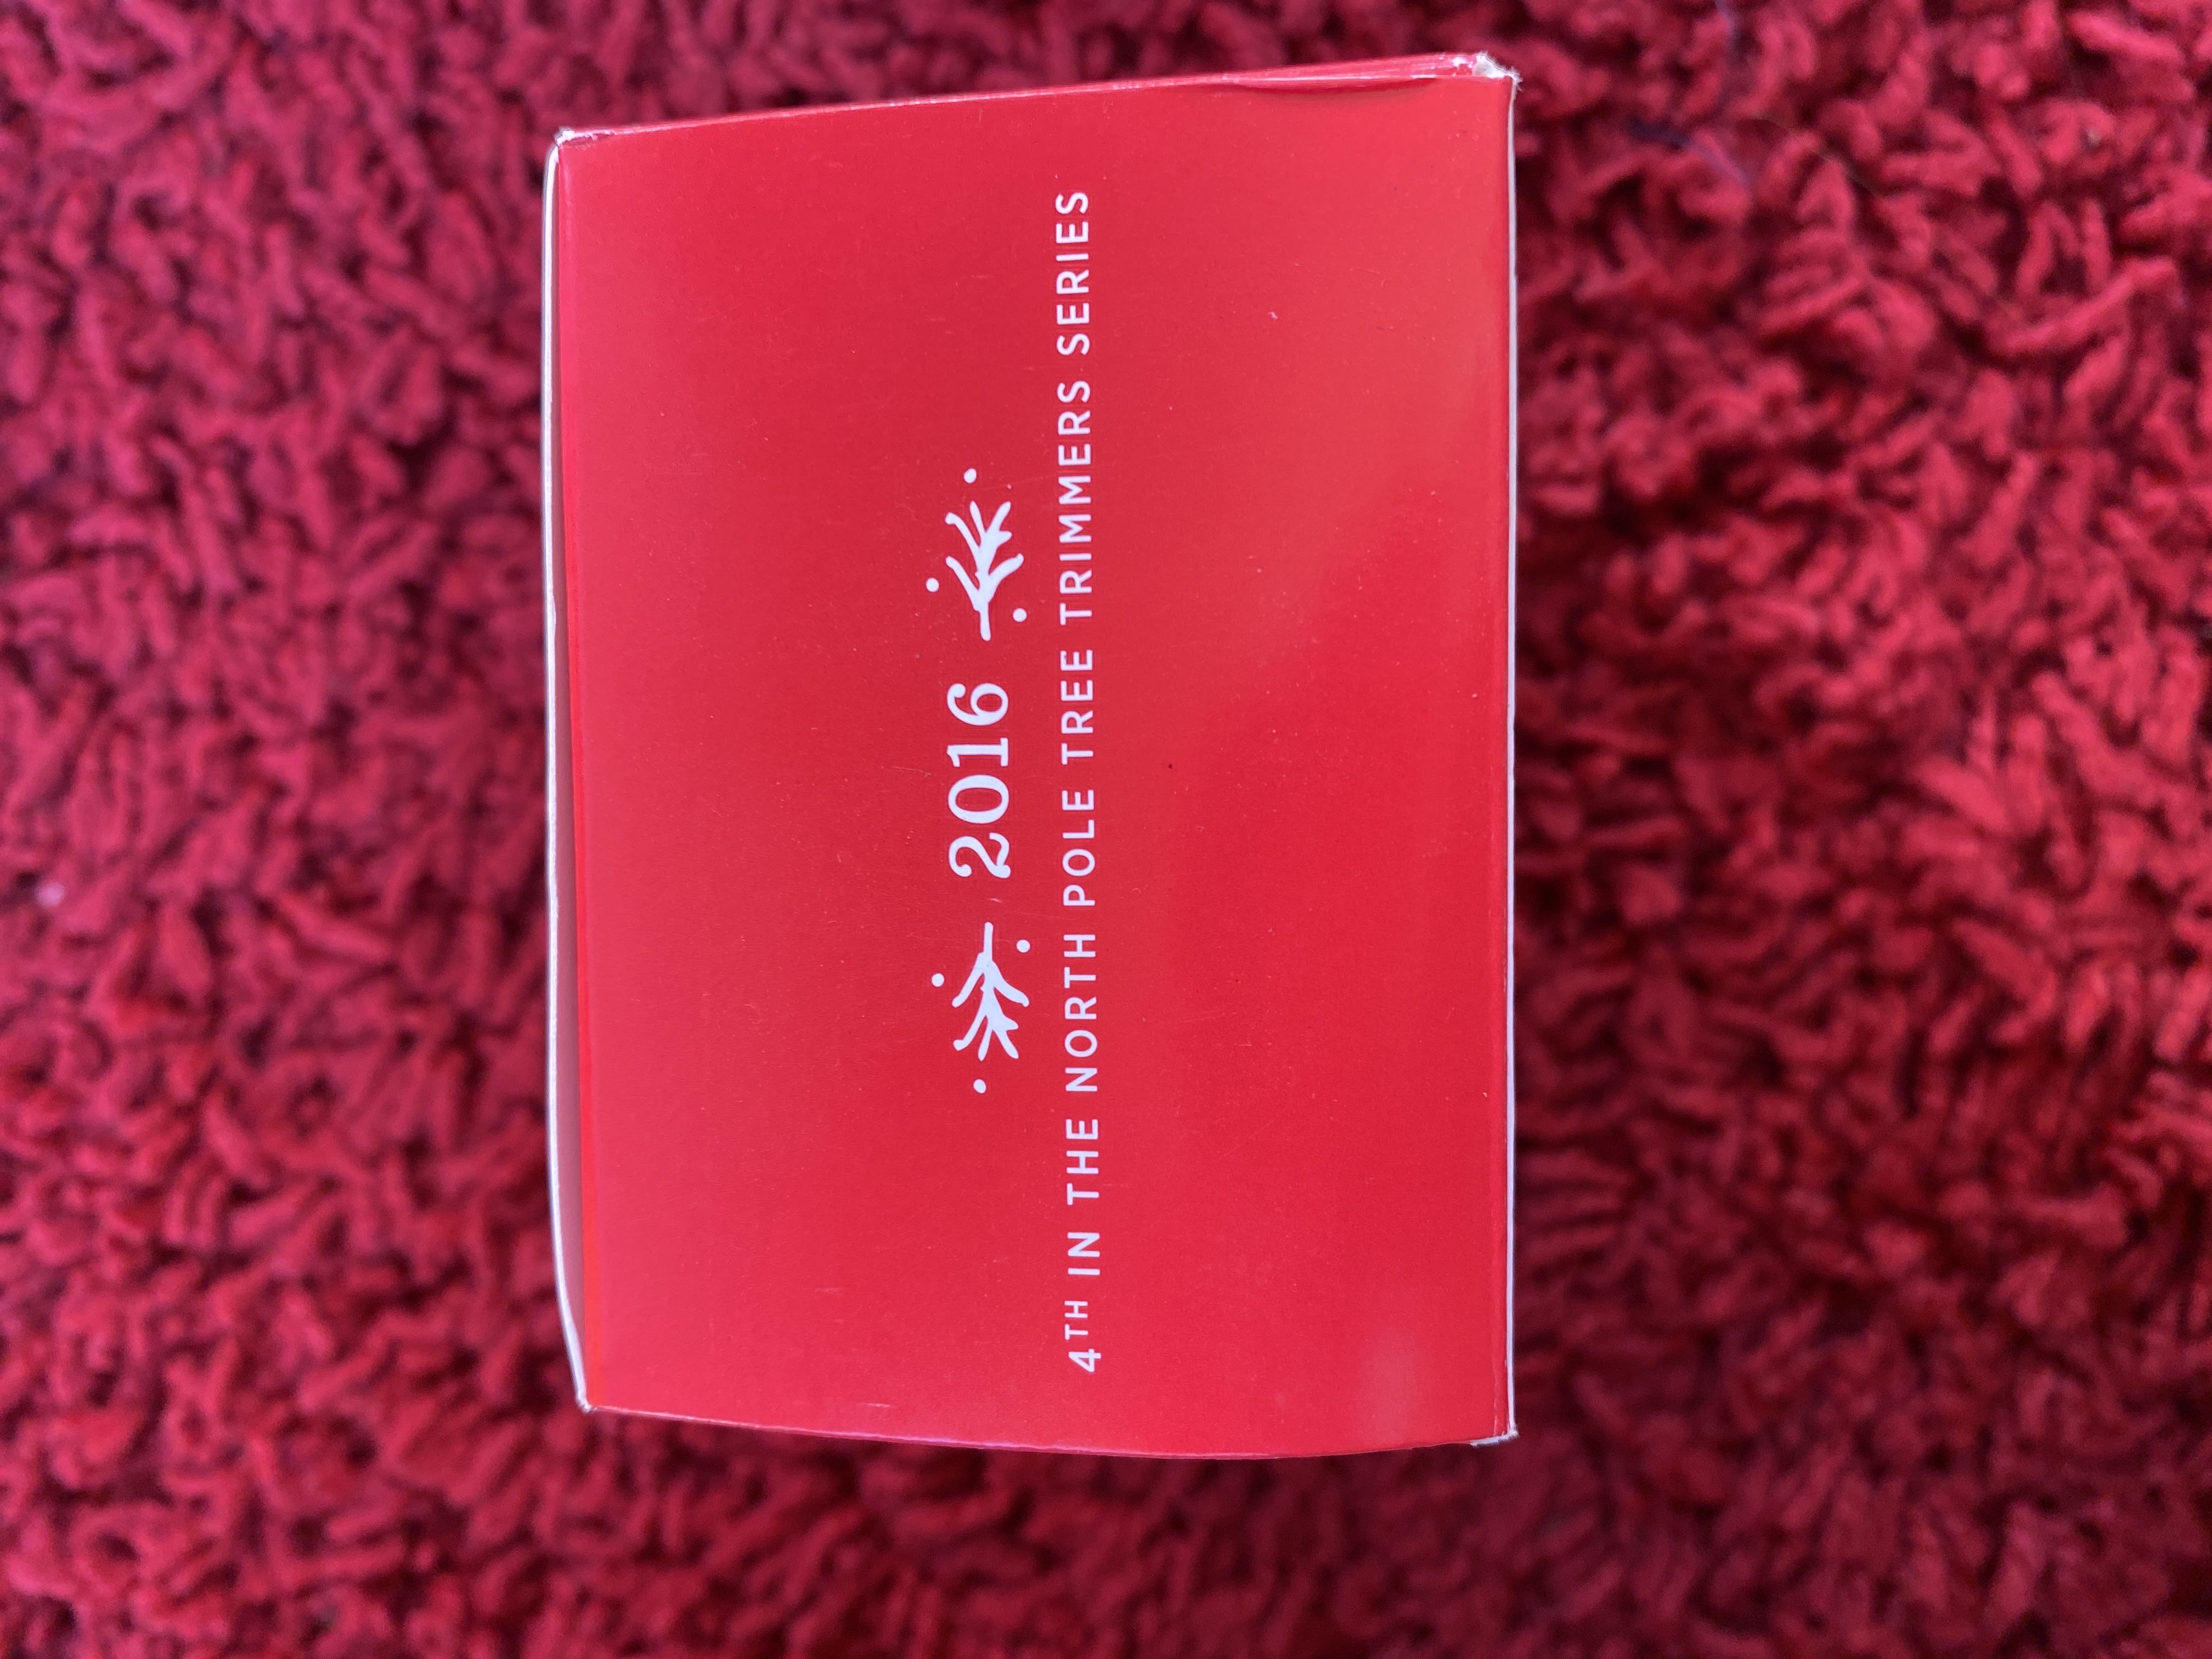 2016
4TH IN THE NORTH POLE TREE TRIMMERS SERIES